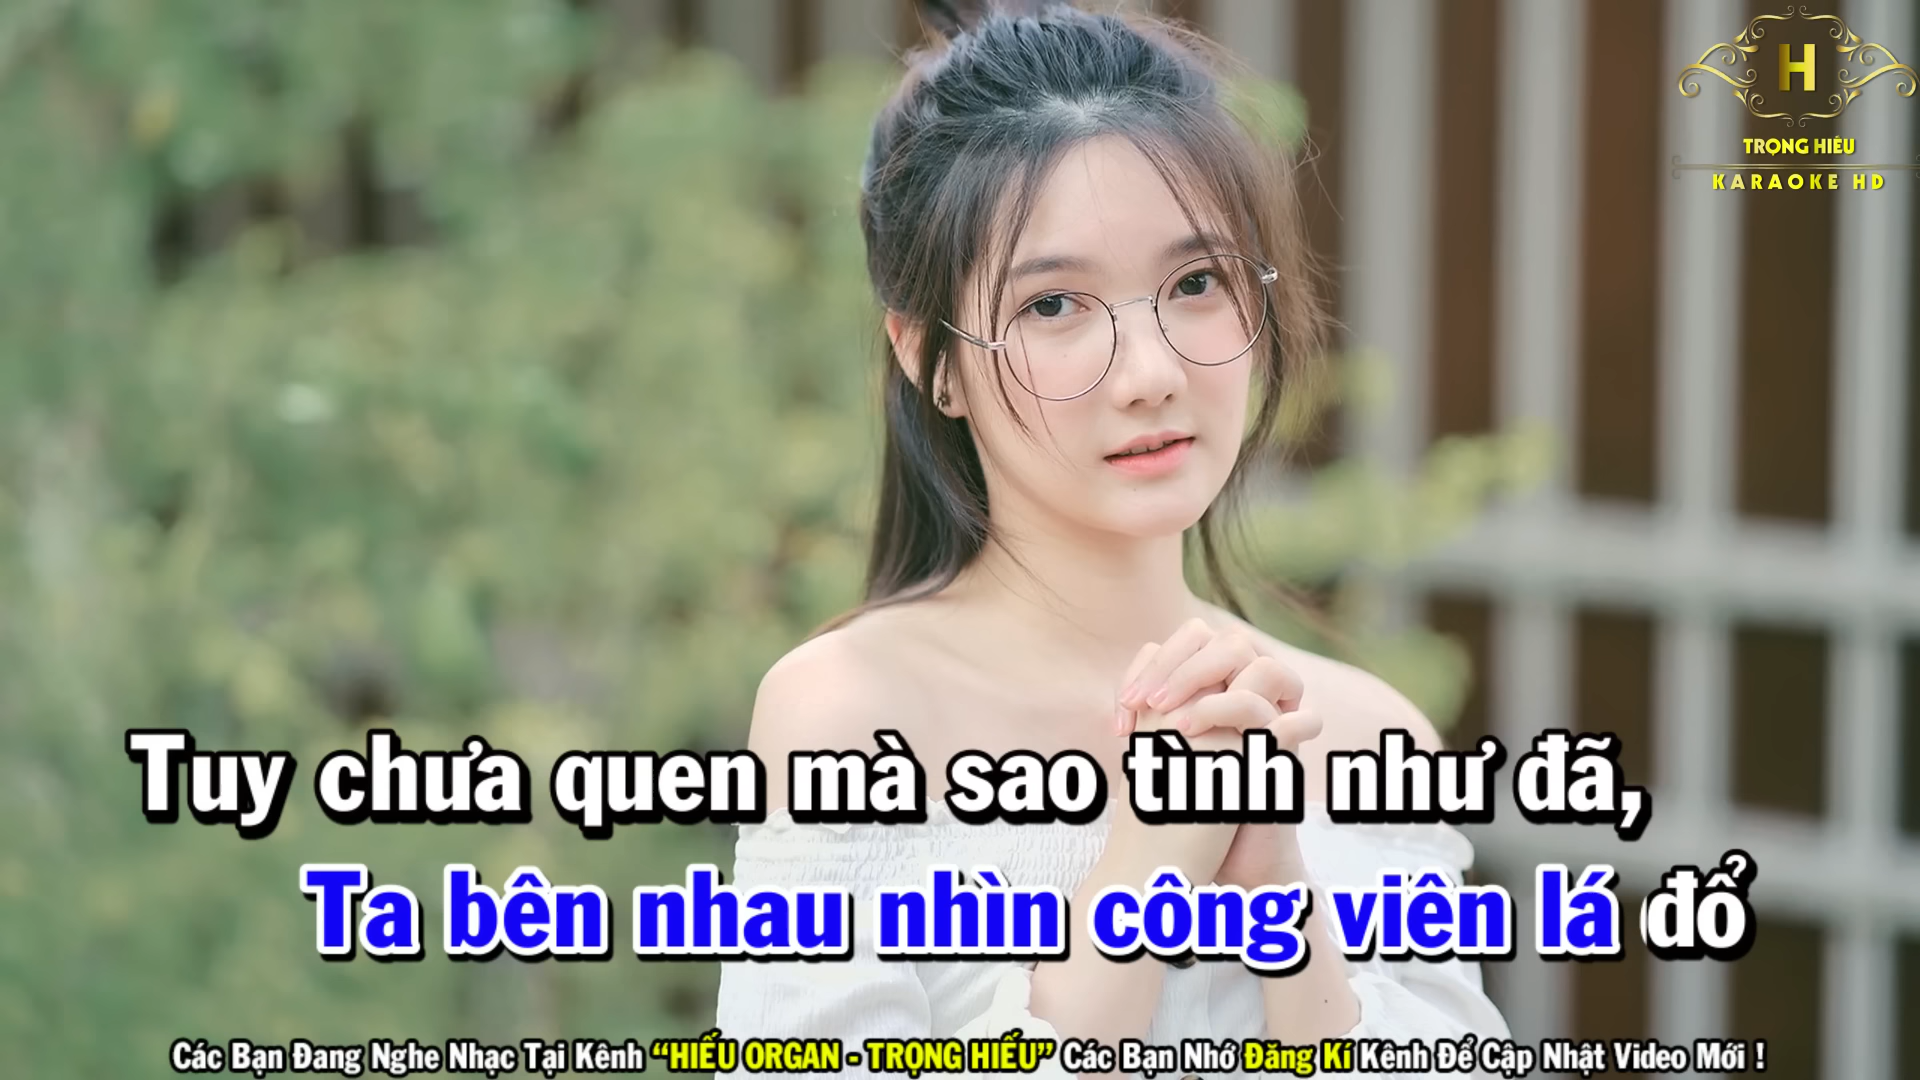 H
TRỌNG HIẾU
KARAOKE HD
Tuy chưa quen mà sao tình như đã,
Ta bên nhau nhìn công viên lá đổ
Các Bạn Đang Nghe Nhạc Tại Kênh “HIẾU ORGAN - TRỌNG HIẾU” Các Bạn Nhớ Đăng Kí Kênh Để Cập Nhật Video Mới !